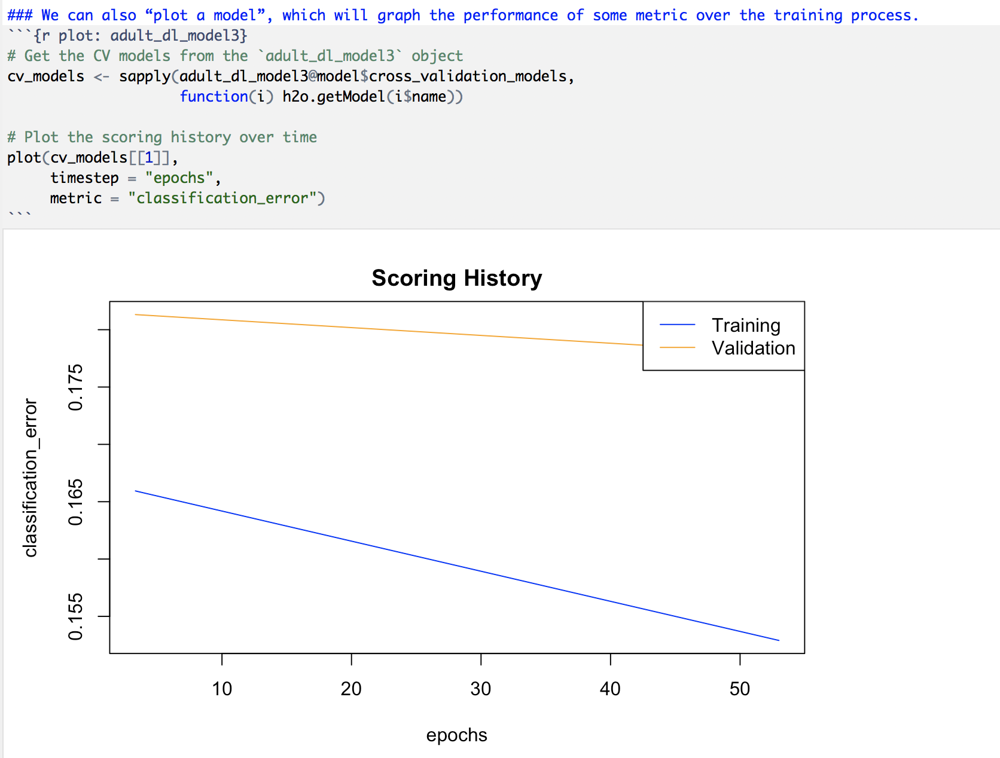 ### We can also “plot a model”, which will graph the performance of some metric over the training process.
```{r plot: adult_dl_model3}
# Get the CV models from the `adult_dl_model3` object
cv_models <- sapply(adult_dl_model3@model$cross_validation_models,
                    function(i) h2o.getModel(i$name))
# Plot the scoring history over time
plot(cv_models[[1]],
     timestep = "epochs",
     metric = "classification_error")
```
Scoring History
Training
Validation
classification_error
0.175
0.165
0.155
10 20 30 40 50
epochs